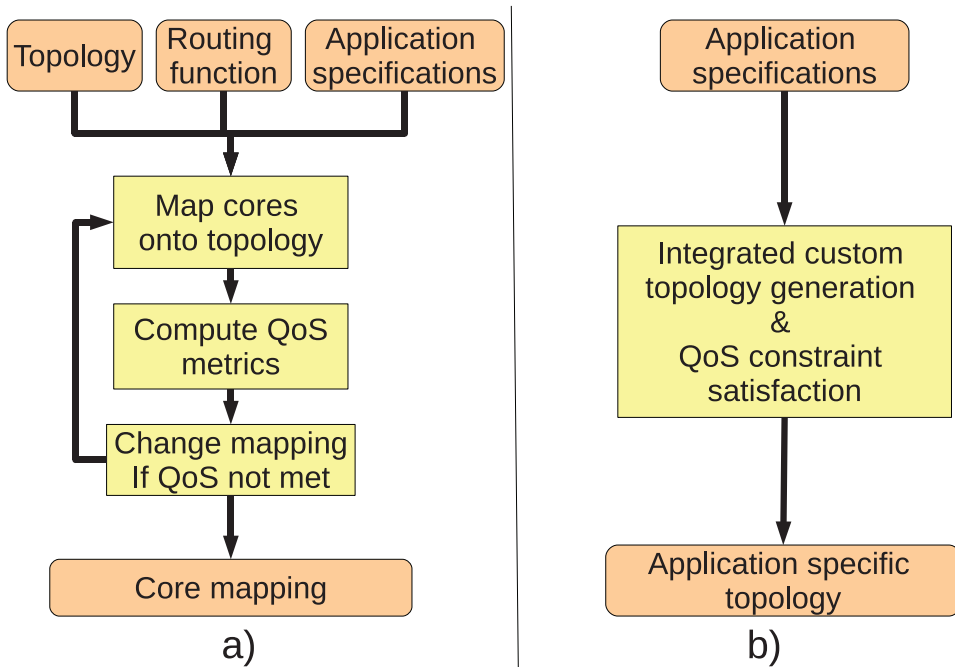 Topology
Routing
function
Application
specifications
Map cores
onto topology
Compute QoS
metrics
Change mapping
If QoS not met
Core mapping
a)
Application
specifications
Integrated custom
topology generation
&
QoS constraint
satisfaction
Application specific
topology
b)